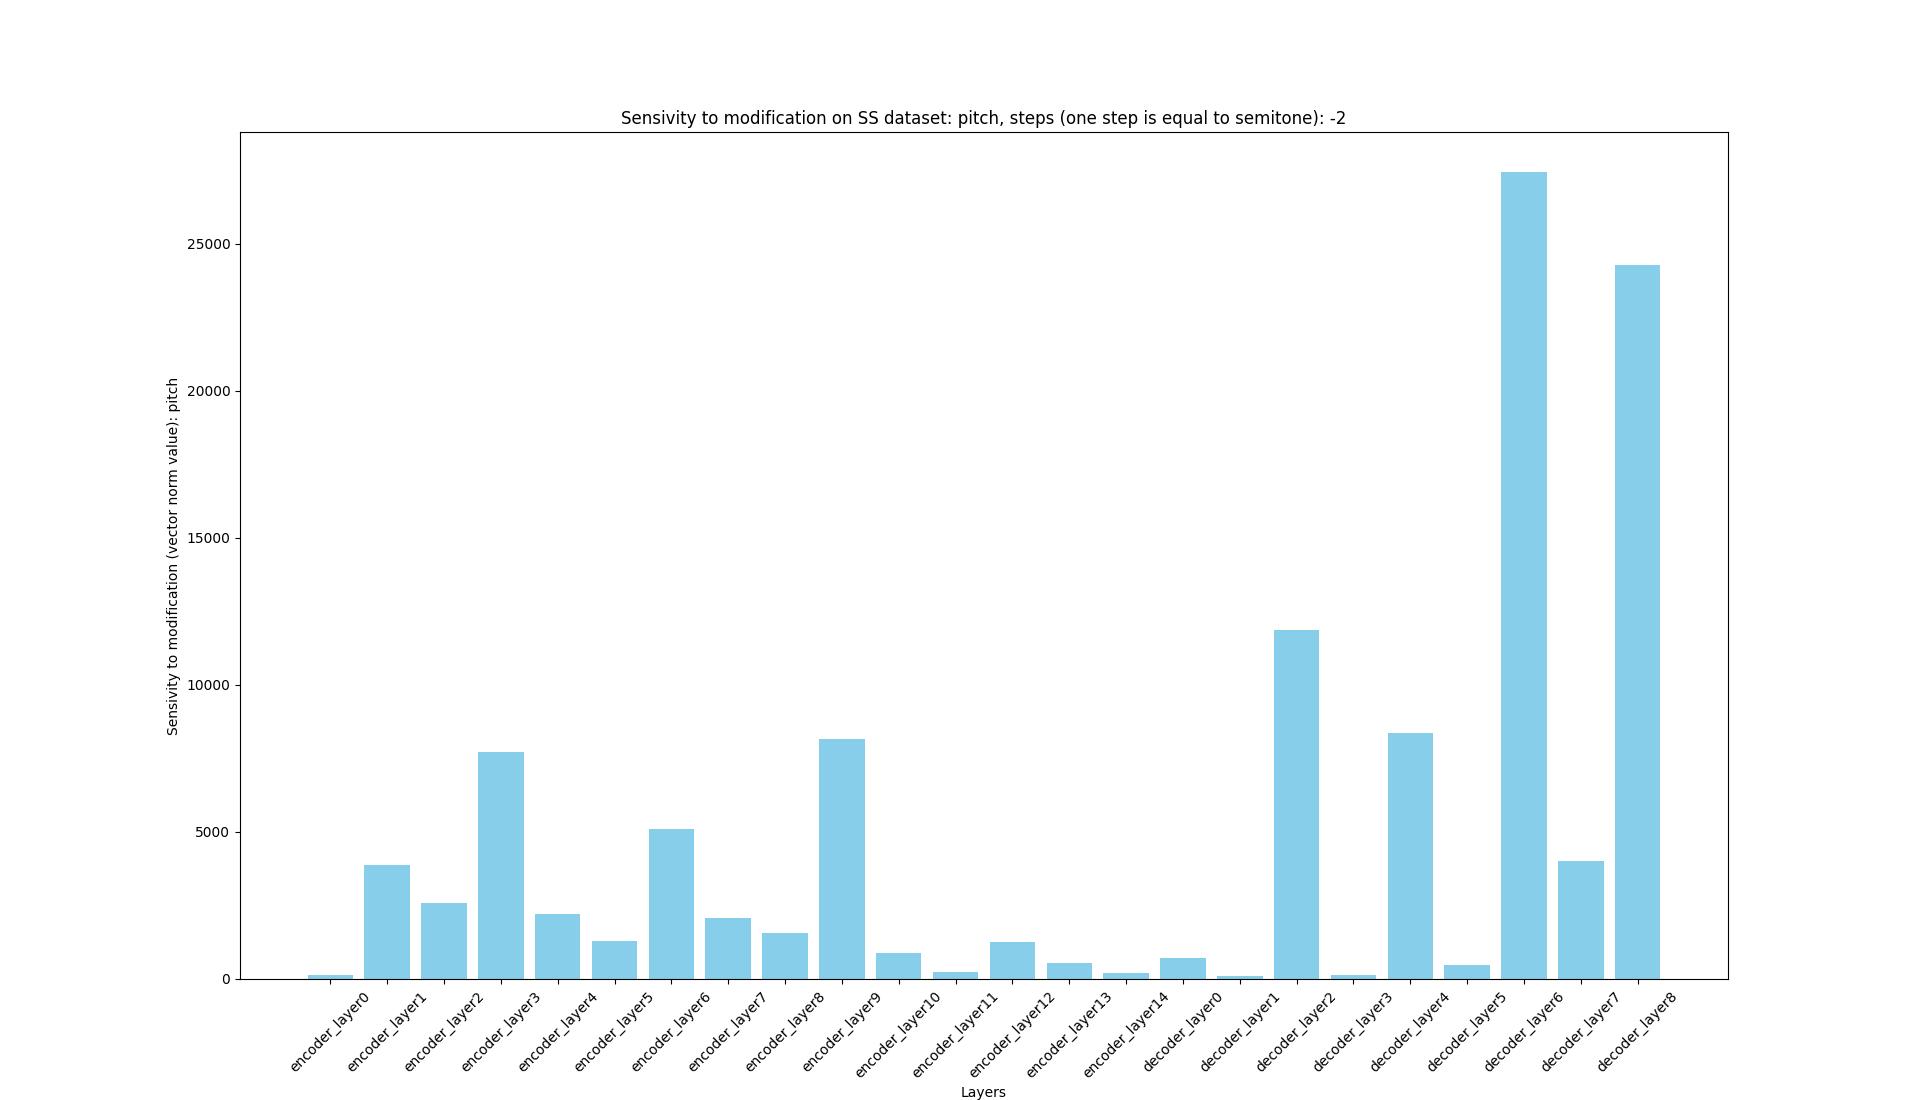 Sensivity to modification on SS dataset: pitch, steps (one step is equal to semitone): -2
Sensivity to modification (vector norm value): pitch
25000
20000
15000
10000
5000
0
encoder_layer0
encoder_layer1
encoder_layer2
encoder_layer3
encoder_layer4
encoder_layer5
encoder_layer6
encoder_layer7
encoder_layer8
encoder_layer9
encoder_layer10
encoder_layer11
encoder_layer12
encoder_layer13
encoder_layer14
decoder_layer0
decoder_layer1
decoder_layer2
decoder_layer3
decoder_layer4
decoder_layer5
decoder_layer6
decoder_layer7
decoder_layer8
Layers